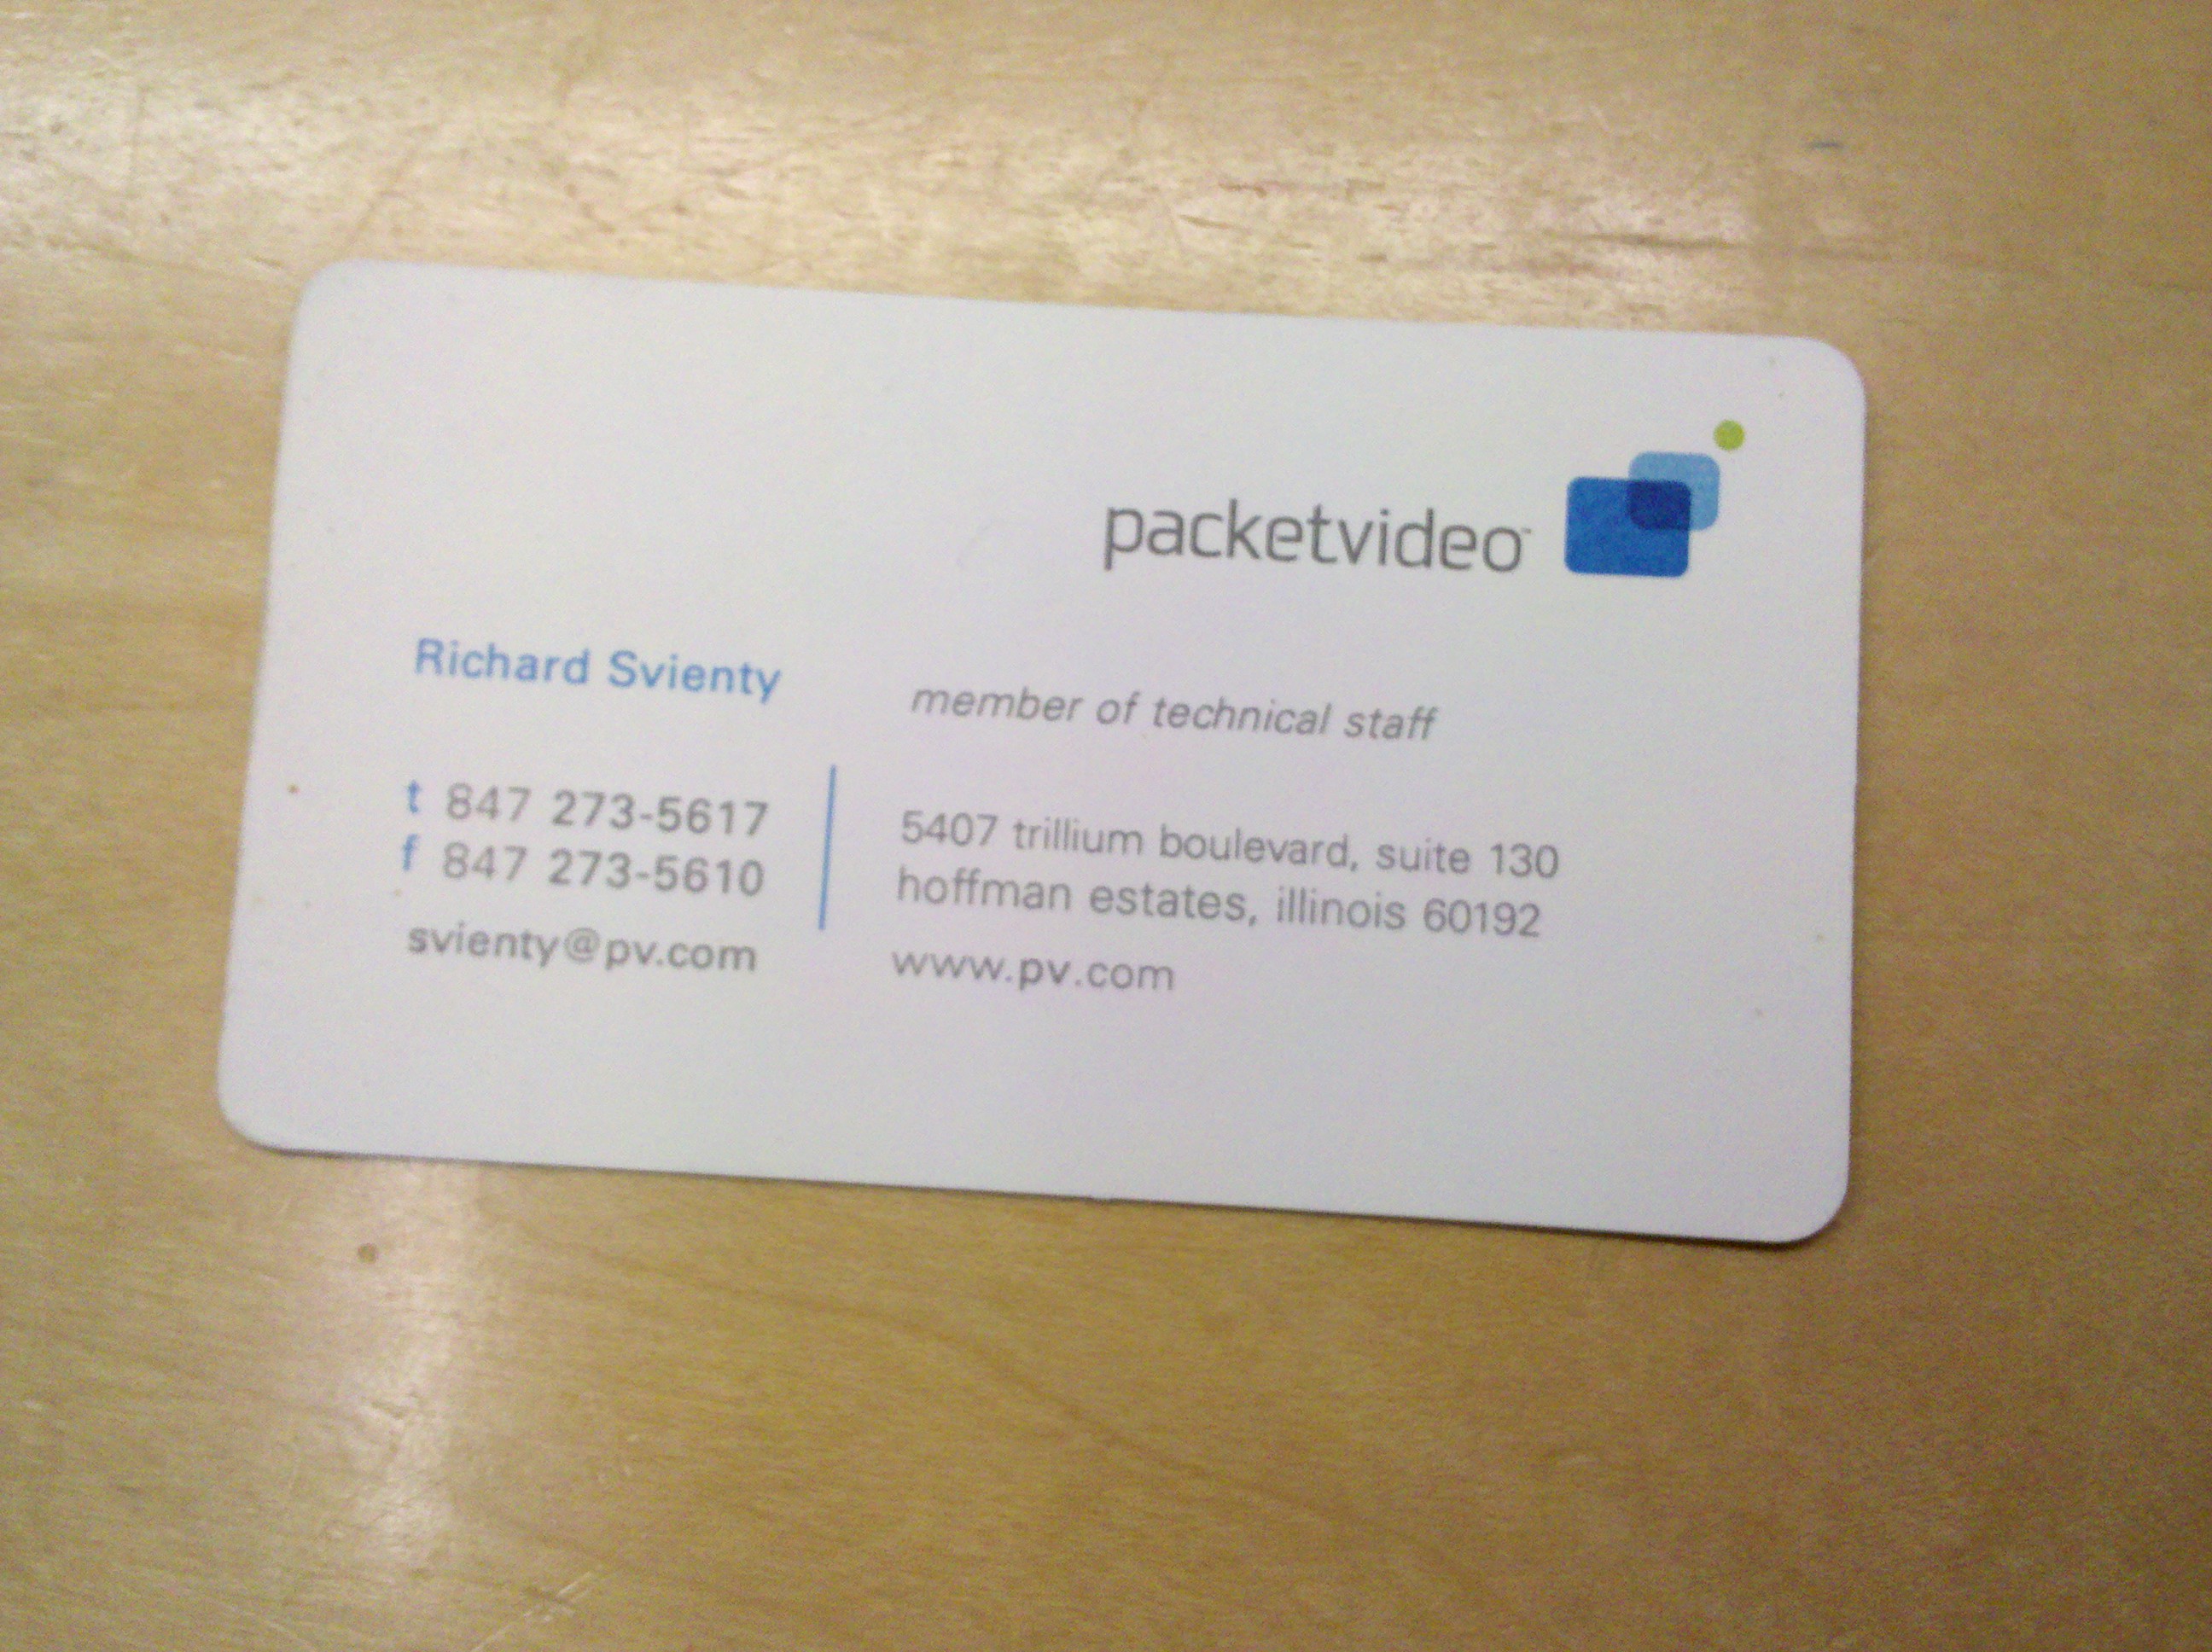 packetvideo™
Richard Svienty
member of technical staff
t 847 273-5617
f 847 273-5610
svienty@pv.com
5407 trillium boulevard, suite 130
hoffman estates, illinois 60192
www.pv.com